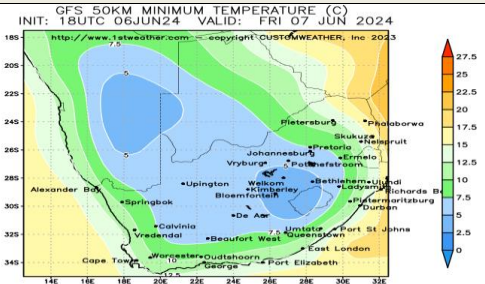 GFS 50KM MINIMUM TEMPERATURE (C)
INIT: 18UTC 06JUN24 VALID: FRI 07 JUN 2024
http://www.1stweather.com — copyright CUSTOMWEATHER, Inc 2023
18S
20S
22S
24S
26S
28S
30S
32S
34S
7.5
5
5
5
7.5
10
12.5
Pietersburg
Phalaborwa
Skukuza
Nelspruit
Pretoria
Johannesburg
Ermelo
Vryburg
Potchefstroom
Alexander Bay
Upington
Welkom
Kimberley
Bethlehem
Ulundi
Ladysmith
Richards B
Bloemfontein
Springbok
Pietermaritzburg
Durban
De Aar
Calvinia
Vredendal
Umtata
Port St Johns
Queenstown
Beaufort West
East London
Worcester
Oudtshoorn
Cape Town
George
Port Elizabeth
14E 16E 18E 20E 22E 24E 26E 28E 30E 32E
27.5
25
22.5
20
17.5
15
12.5
10
7.5
5
2.5
0